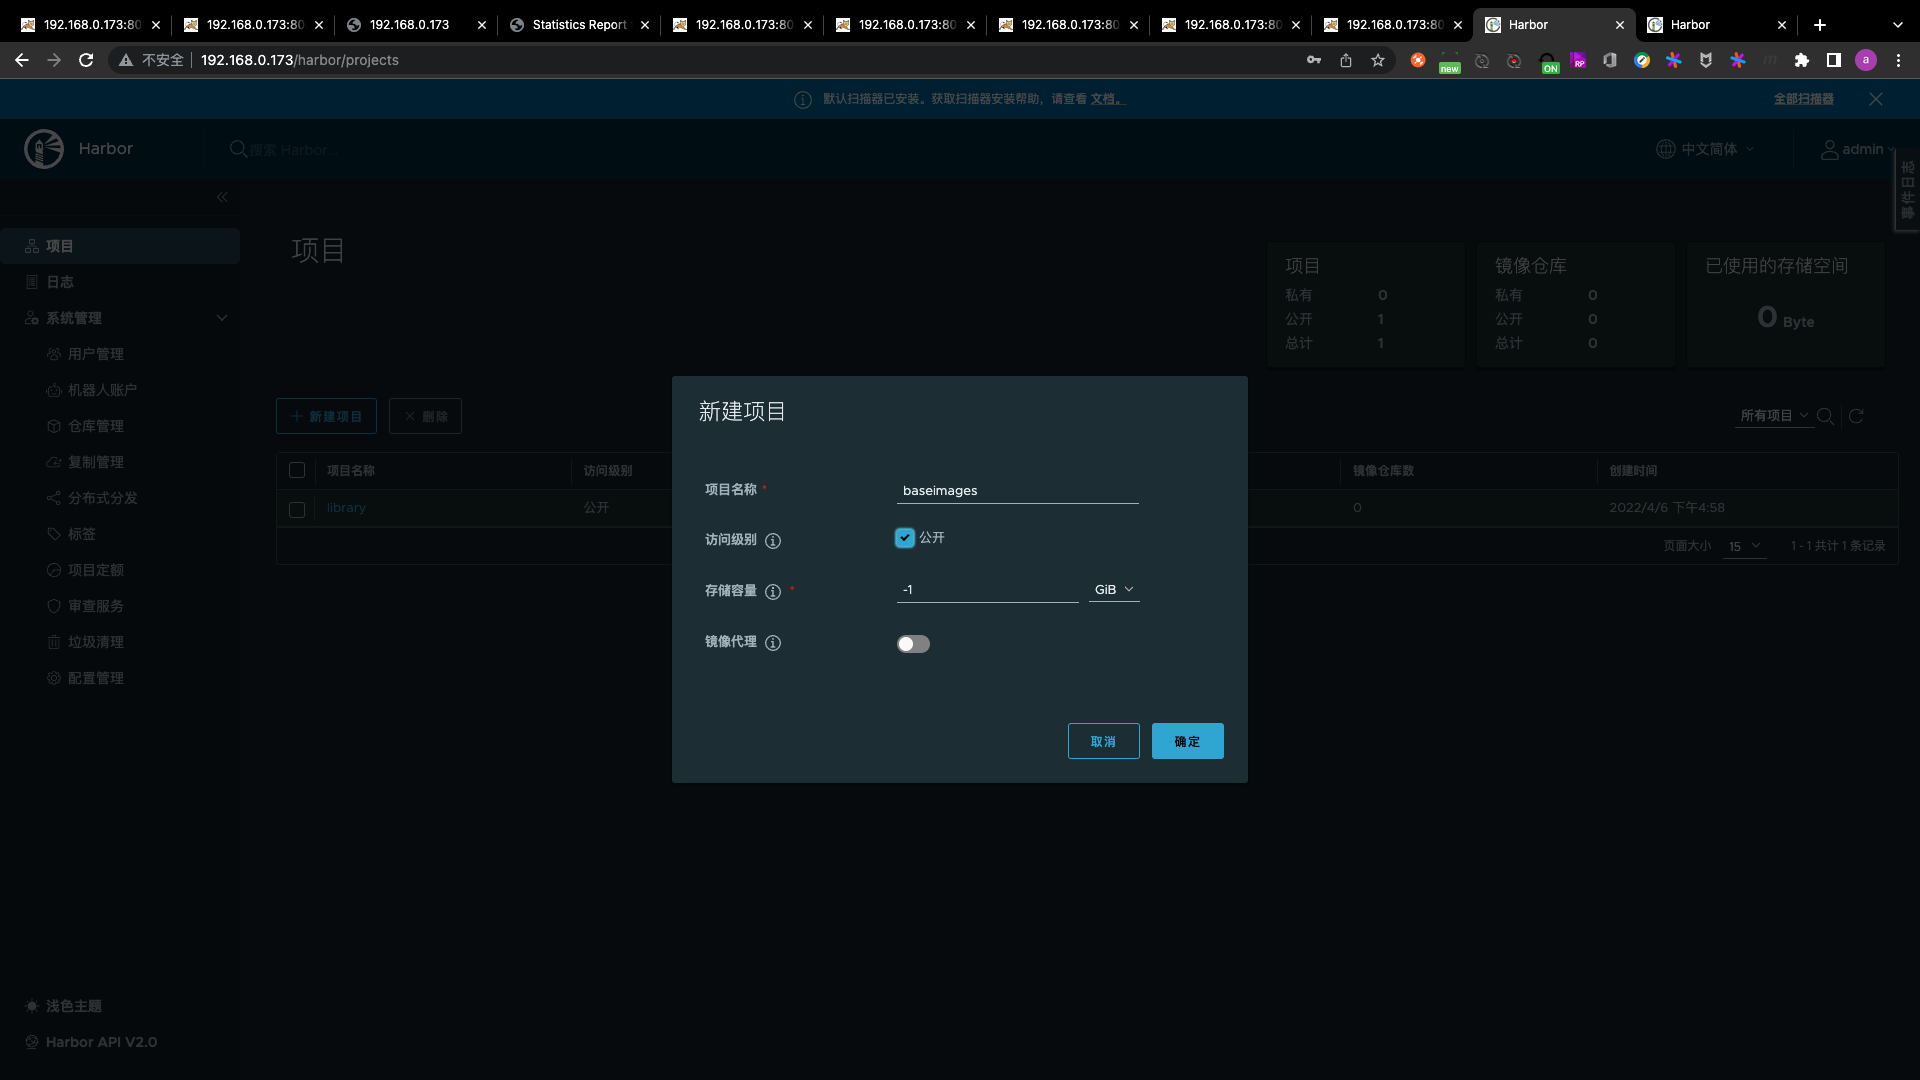 192.168.0.173:80
192.168.0.173:80
192.168.0.173
Statistics Report
192.168.0.173:80
192.168.0.173:80
192.168.0.173:80
192.168.0.173:80
192.168.0.173:80
Harbor
Harbor
不安全
192.168.0.173/harbor/projects
new
ON
RP
a
默认扫描器已安装。获取扫描器安装帮助，请查看 文档。
全部扫描器
Harbor
搜索 Harbor...
中文简体
admin
事件日志
项目
日志
系统管理
用户管理
机器人账户
仓库管理
复制管理
分布式分发
标签
项目定额
审查服务
垃圾清理
配置管理
浅色主题
Harbor API V2.0
项目
项目
私有 0
公开 1
总计 1
镜像仓库
私有 0
公开 0
总计 0
已使用的存储空间
0 Byte
新建项目
删除
所有项目
项目名称
访问级别
镜像仓库数
创建时间
library
公开
0
2022/4/6 下午4:58
页面大小 15
1 - 1 共计 1 条记录
新建项目
项目名称 *
baseimages
访问级别
公开
存储容量 *
-1
GiB
镜像代理
取消
确定